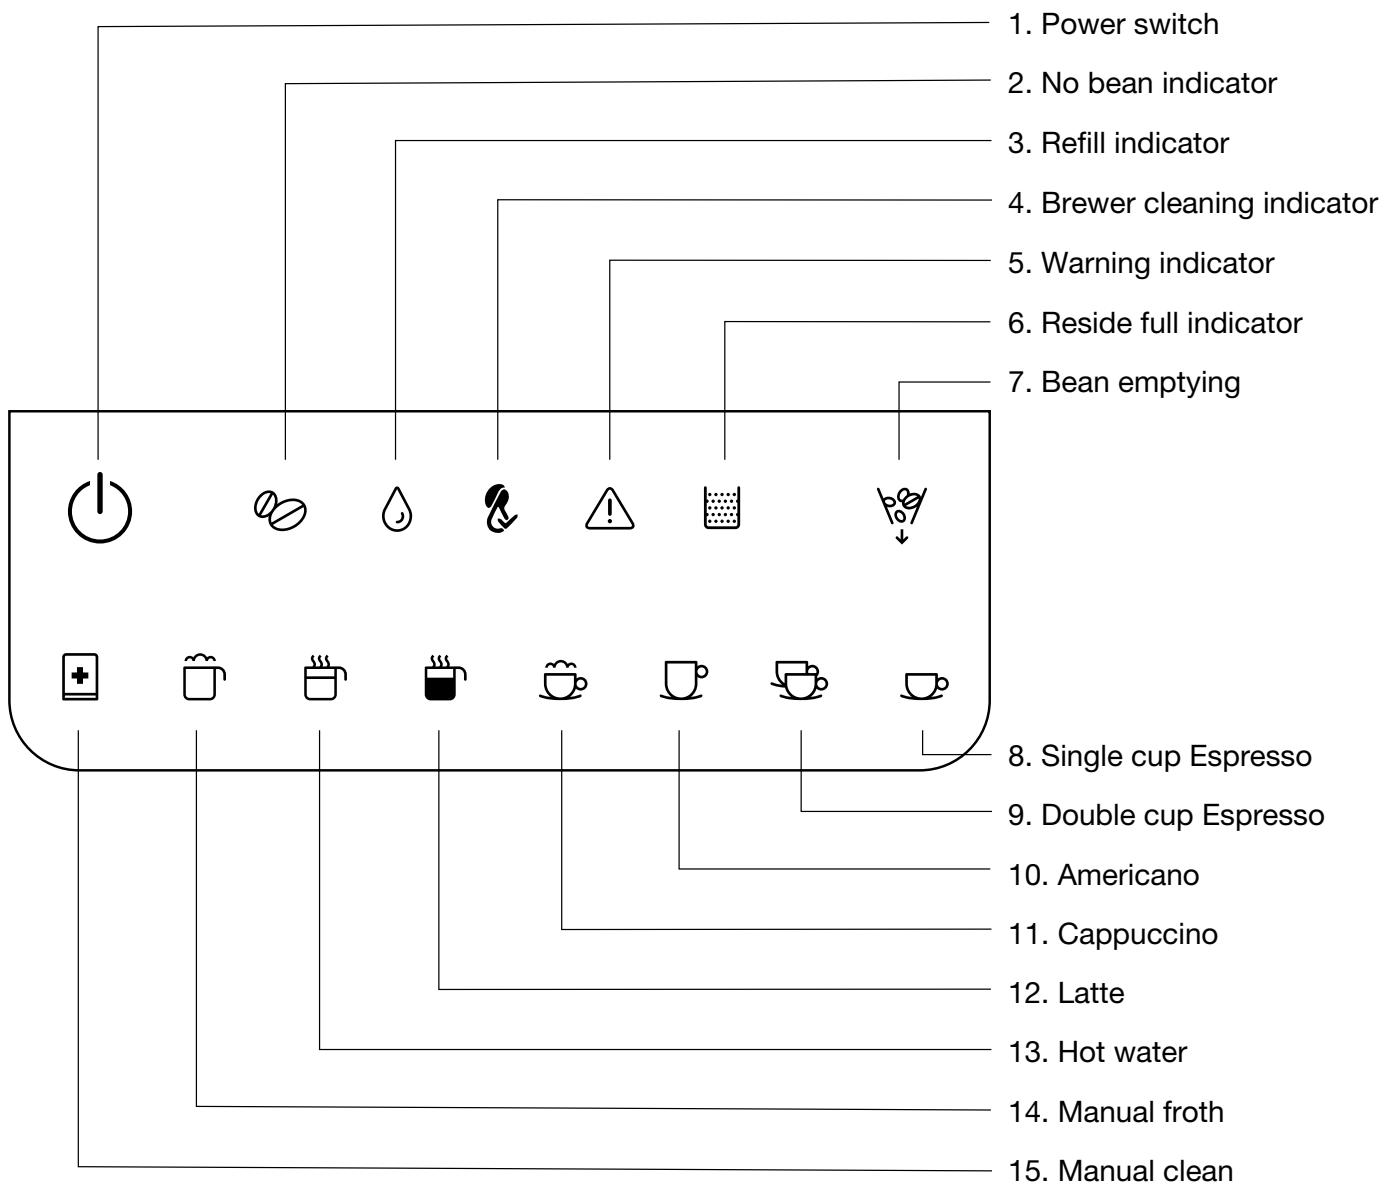 1. Power switch
2. No bean indicator
3. Refill indicator
4. Brewer cleaning indicator
5. Warning indicator
6. Reside full indicator
7. Bean emptying
8. Single cup Espresso
9. Double cup Espresso
10. Americano
11. Cappuccino
12. Latte
13. Hot water
14. Manual froth
15. Manual clean